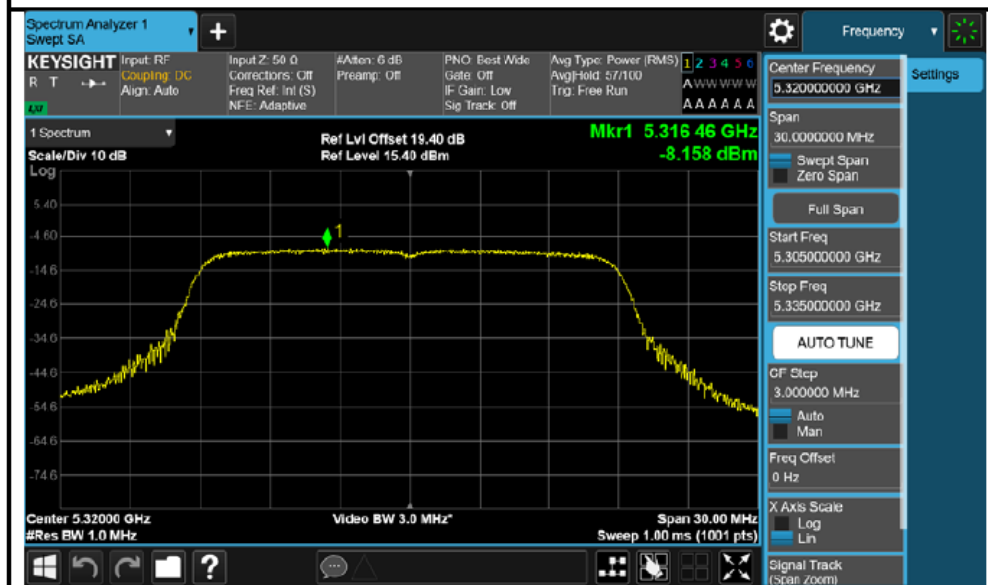 Spectrum Analyzer 1
Swept SA
+
Frequency
KEYSIGHT
R T
LXI
Input: RF
Coupling: DC
Align: Auto
Input Z: 50 Ω
Corrections: Off
Freq Ref: Int (S)
NFE: Adaptive
#Atten: 6 dB
Preamp: Off
PNO: Best Wide
Gate: Off
IF Gain: Low
Sig Track: Off
Avg Type: Power (RMS)
Avg|Hold: 57/100
Trig: Free Run
1 2 3 4 5 6
A W W W W W
A A A A A A
1 Spectrum
Scale/Div 10 dB
Log
Ref Lvl Offset 19.40 dB
Ref Level 15.40 dBm
Mkr1 5.316 46 GHz
-8.158 dBm
5.40
-4.60
-14.6
-24.6
-34.6
-44.6
-54.6
-64.6
-74.6
1
Center 5.32000 GHz
#Res BW 1.0 MHz
Video BW 3.0 MHz*
Span 30.00 MHz
Sweep 1.00 ms (1001 pts)
Center Frequency
5.320000000 GHz
Settings
Span
30.0000000 MHz
Swept Span
Zero Span
Full Span
Start Freq
5.305000000 GHz
Stop Freq
5.335000000 GHz
AUTO TUNE
CF Step
3.000000 MHz
Auto
Man
Freq Offset
0 Hz
X Axis Scale
Log
Lin
Signal Track
(Span Zoom)
?